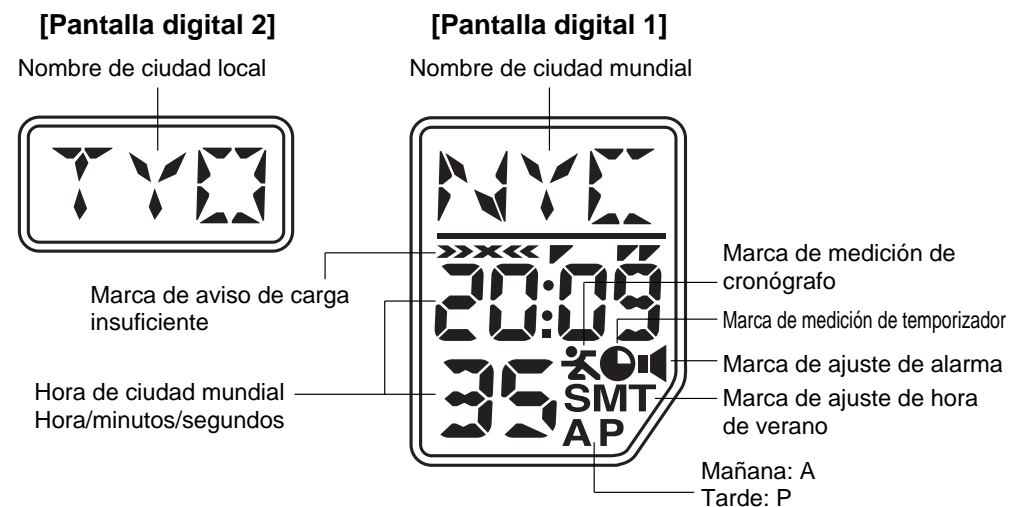 [Pantalla digital 2]
[Pantalla digital 1]
Nombre de ciudad local
Nombre de ciudad mundial
TYO
NYC
20:09
35
SMT
A P
Marca de aviso de carga
insuficiente
Hora de ciudad mundial
Hora/minutos/segundos
Marca de medición de
cronógrafo
Marca de medición de temporizador
Marca de ajuste de alarma
Marca de ajuste de hora
de verano
Mañana: A
Tarde: P